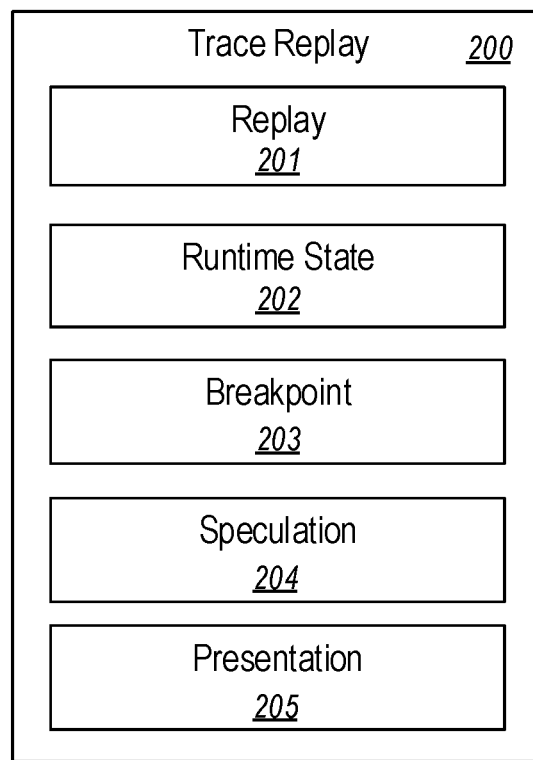 Trace Replay 200
Replay
201
Runtime State
202
Breakpoint
203
Speculation
204
Presentation
205